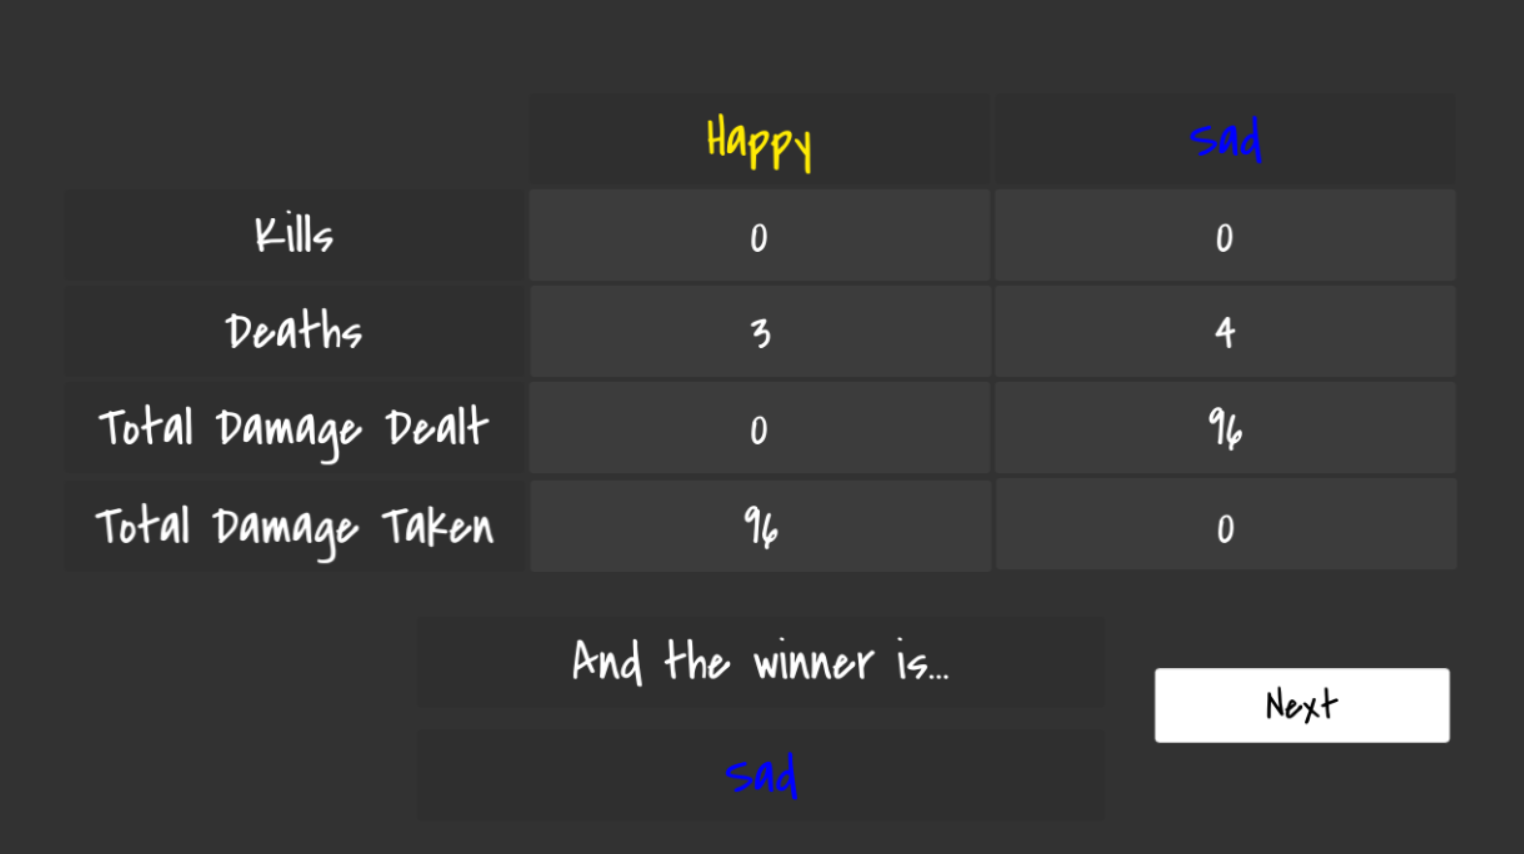 Happy Sad
Kills 0 0
Deaths 3 4
Total Damage Dealt 0 96
Total Damage Taken 96 0
And the winner is...
Next
Sad